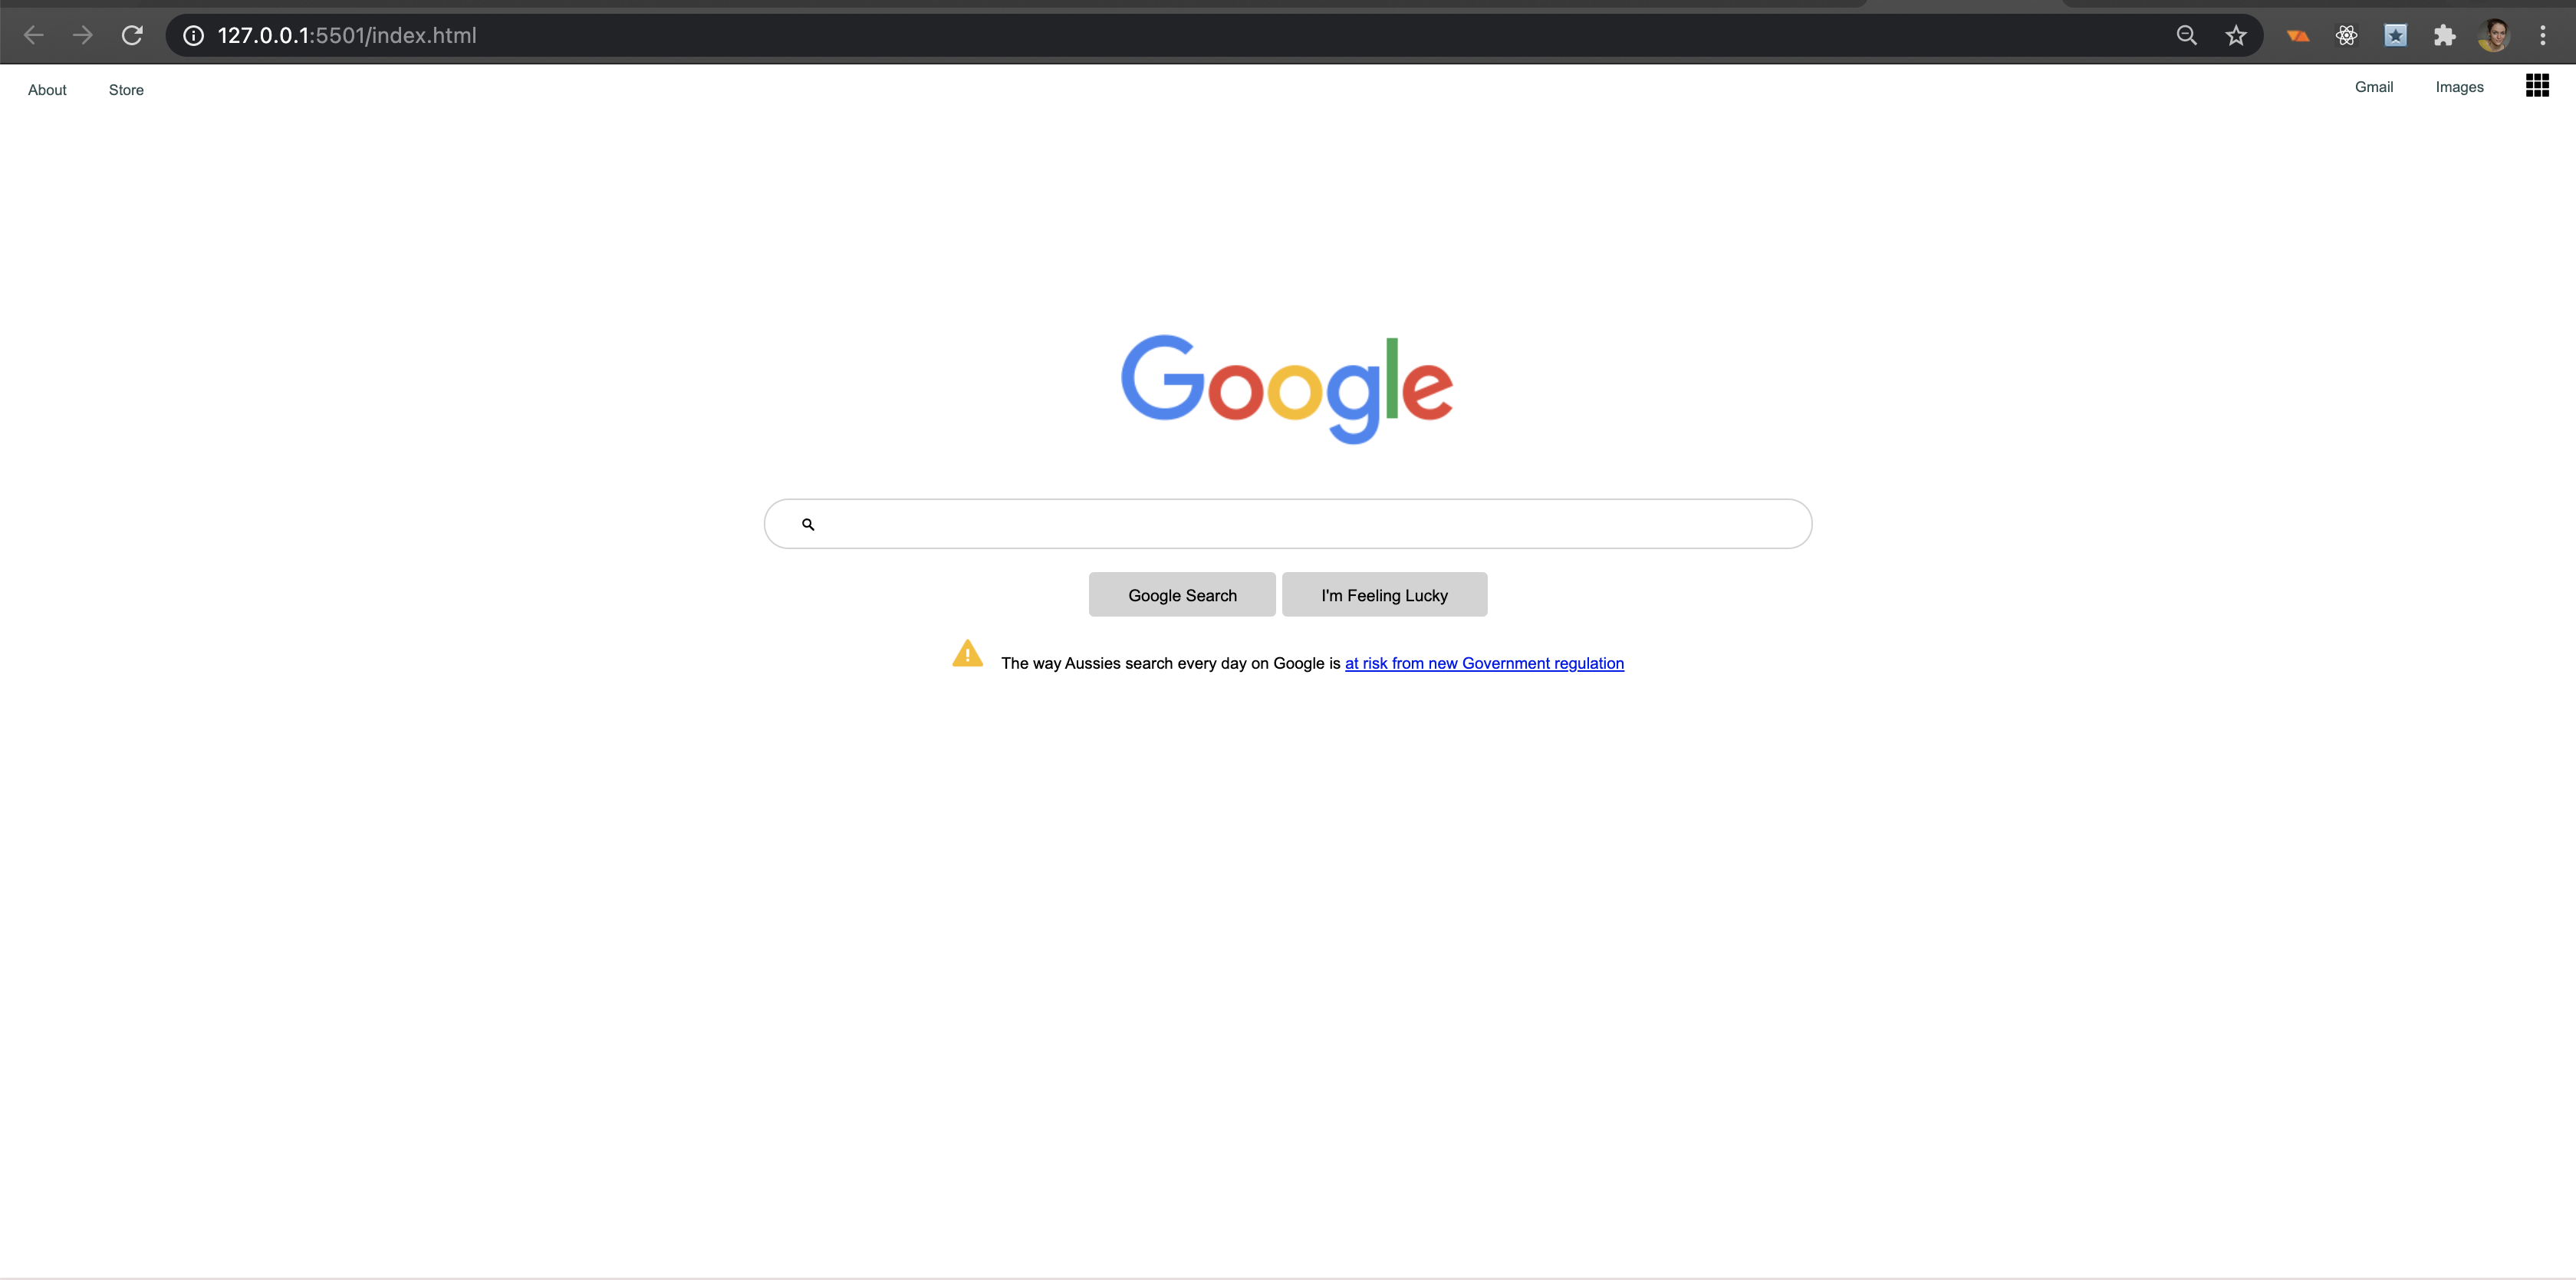 127.0.0.1:5501/index.html
About Store Gmail Images
Google
Google Search I'm Feeling Lucky
The way Aussies search every day on Google is at risk from new Government regulation